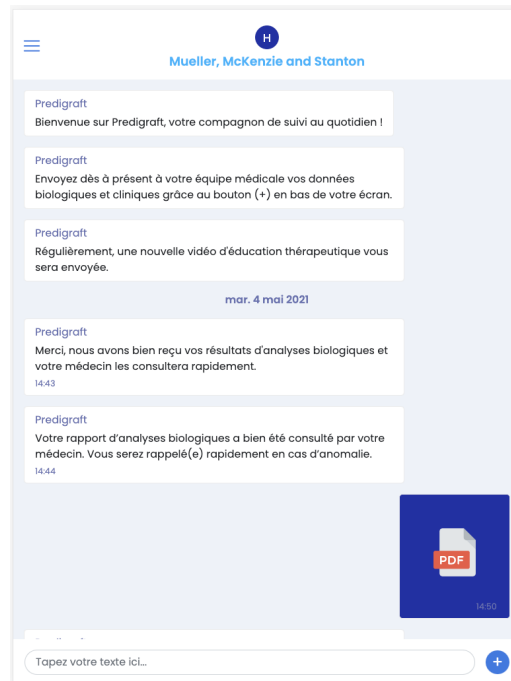 H
Mueller, McKenzie and Stanton
Predigraft
Bienvenue sur Predigraft, votre compagnon de suivi au quotidien !
Predigraft
Envoyez dès à présent à votre équipe médicale vos données
biologiques et cliniques grâce au bouton (+) en bas de votre écran.
Predigraft
Régulièrement, une nouvelle vidéo d'éducation thérapeutique vous
sera envoyée.
mar. 4 mai 2021
Predigraft
Merci, nous avons bien reçu vos résultats d'analyses biologiques et
votre médecin les consultera rapidement.
14:43
Predigraft
Votre rapport d’analyses biologiques a bien été consulté par votre
médecin. Vous serez rappelé(e) rapidement en cas d’anomalie.
14:44
PDF
14:50
Tapez votre texte ici...
+